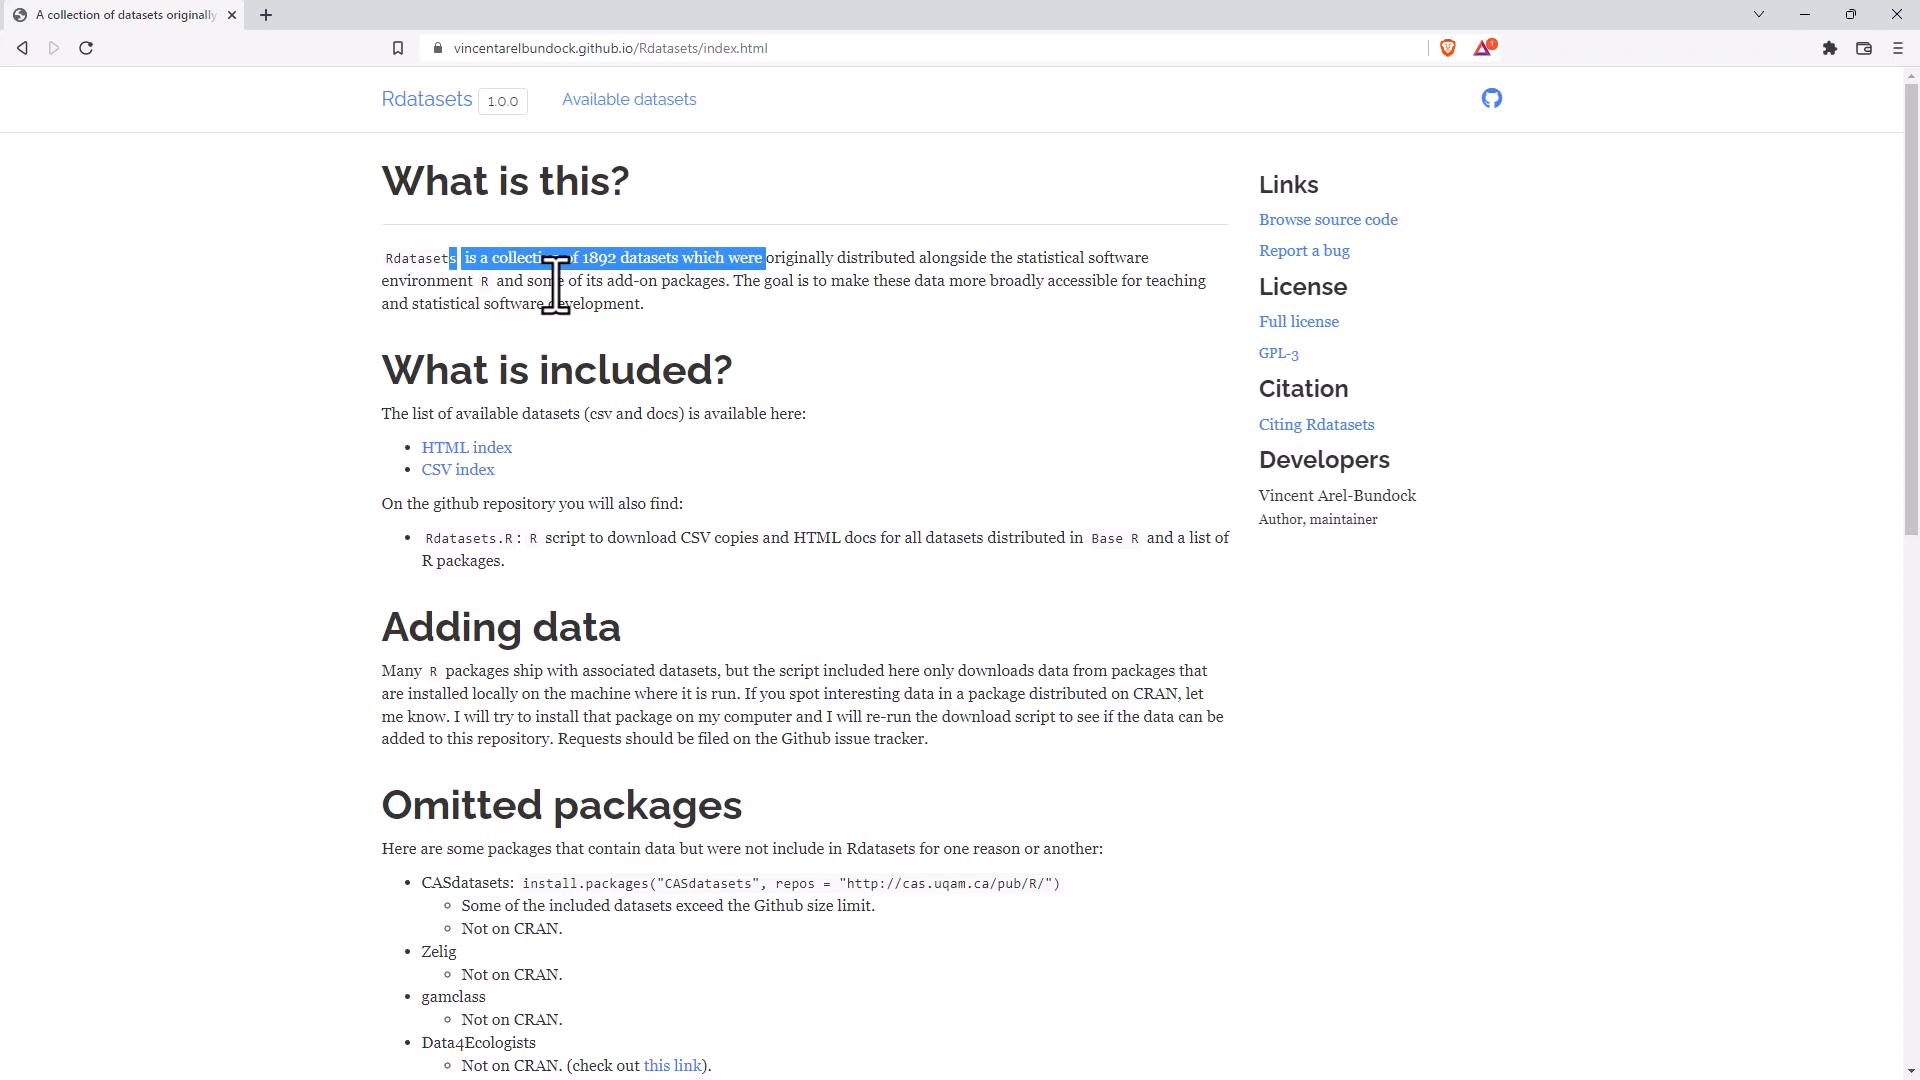 A collection of datasets originally
vincentarelbundock.github.io/Rdatasets/index.html
1
Rdatasets 1.0.0 Available datasets
What is this?
Rdatasets is a collection of 1892 datasets which were originally distributed alongside the statistical software
environment R and some of its add-on packages. The goal is to make these data more broadly accessible for teaching
and statistical software development.
What is included?
The list of available datasets (csv and docs) is available here:
• HTML index
• CSV index
On the github repository you will also find:
• Rdatasets.R: R script to download CSV copies and HTML docs for all datasets distributed in Base R and a list of
R packages.
Adding data
Many R packages ship with associated datasets, but the script included here only downloads data from packages that
are installed locally on the machine where it is run. If you spot interesting data in a package distributed on CRAN, let
me know. I will try to install that package on my computer and I will re-run the download script to see if the data can be
added to this repository. Requests should be filed on the Github issue tracker.
Omitted packages
Here are some packages that contain data but were not include in Rdatasets for one reason or another:
• CASdatasets: install.packages("CASdatasets", repos = "http://cas.uqam.ca/pub/R/")
◦ Some of the included datasets exceed the Github size limit.
◦ Not on CRAN.
• Zelig
◦ Not on CRAN.
• gamclass
◦ Not on CRAN.
• Data4Ecologists
◦ Not on CRAN. (check out this link).
Links
Browse source code
Report a bug
License
Full license
GPL-3
Citation
Citing Rdatasets
Developers
Vincent Arel-Bundock
Author, maintainer